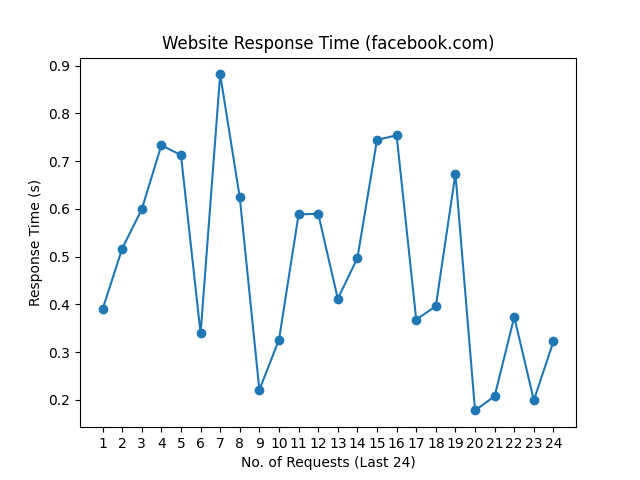 Website Response Time (facebook.com)
0.9
0.8
0.7
0.6
0.5
0.4
0.3
0.2
Response Time (s)
1 2 3 4 5 6 7 8 9 10 11 12 13 14 15 16 17 18 19 20 21 22 23 24
No. of Requests (Last 24)